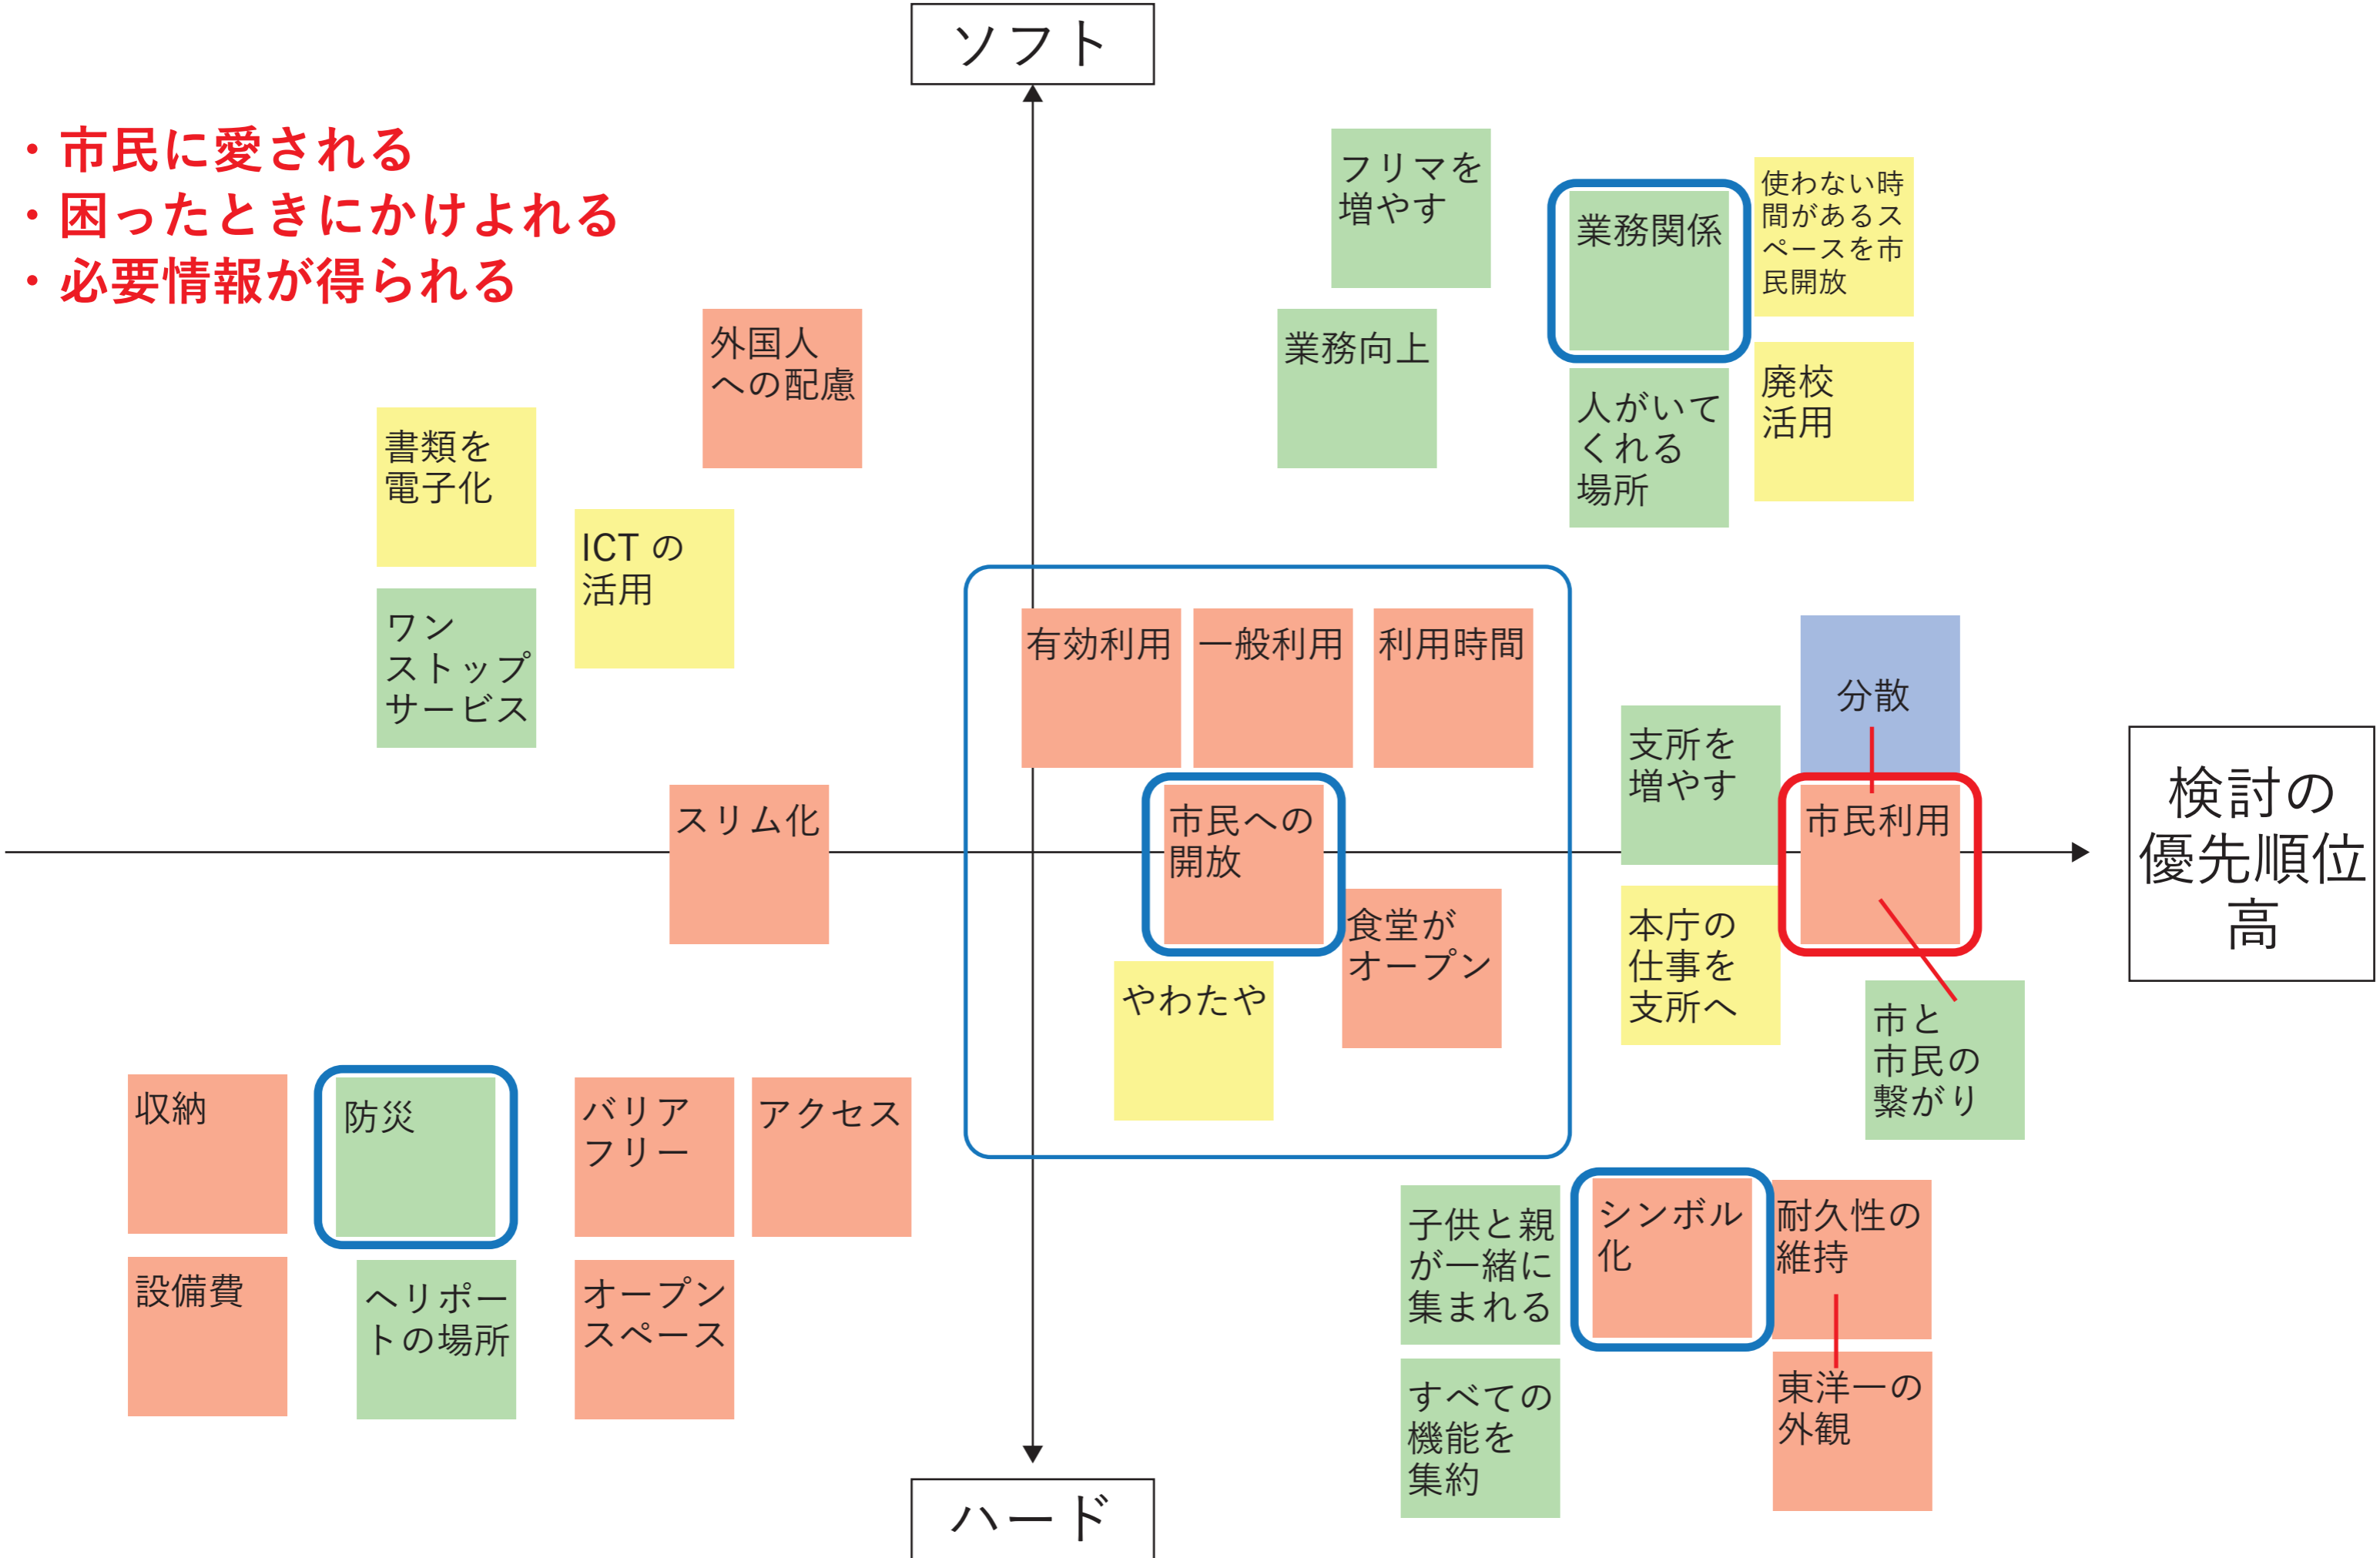 ソフト
・市民に愛される
・困ったときにかけよれる
・必要情報が得られる
フリマを
増やす
業務関係
使わない時
間があるス
ペースを市
民開放
外国人
への配慮
業務向上
人がいて
くれる
場所
廃校
活用
書類を
電子化
ICT の
活用
ワン
ストップ
サービス
有効利用
一般利用
利用時間
分散
支所を
増やす
スリム化
市民への
開放
市民利用
検討の
優先順位
高
食堂が
オープン
本庁の
仕事を
支所へ
やわたや
市と
市民の
繋がり
収納
防災
バリア
フリー
アクセス
設備費
ヘリポー
トの場所
オープン
スペース
子供と親
が一緒に
集まれる
シンボル
化
耐久性の
維持
すべての
機能を
集約
東洋一の
外観
ハード